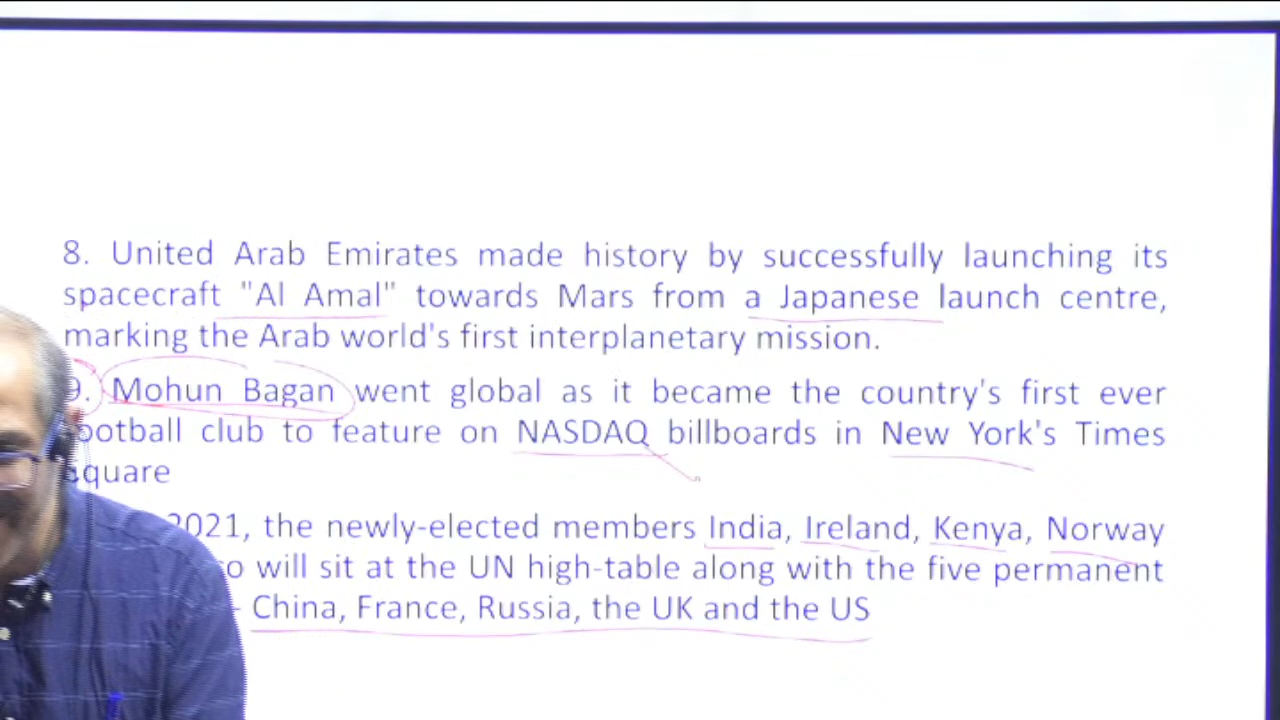 8. United Arab Emirates made history by successfully launching its
spacecraft "Al Amal" towards Mars from a Japanese launch centre,
marking the Arab world's first interplanetary mission.
9. Mohun Bagan went global as it became the country's first ever
football club to feature on NASDAQ billboards in New York's Times
Square
2021, the newly-elected members India, Ireland, Kenya, Norway
will sit at the UN high-table along with the five permanent
- China, France, Russia, the UK and the US